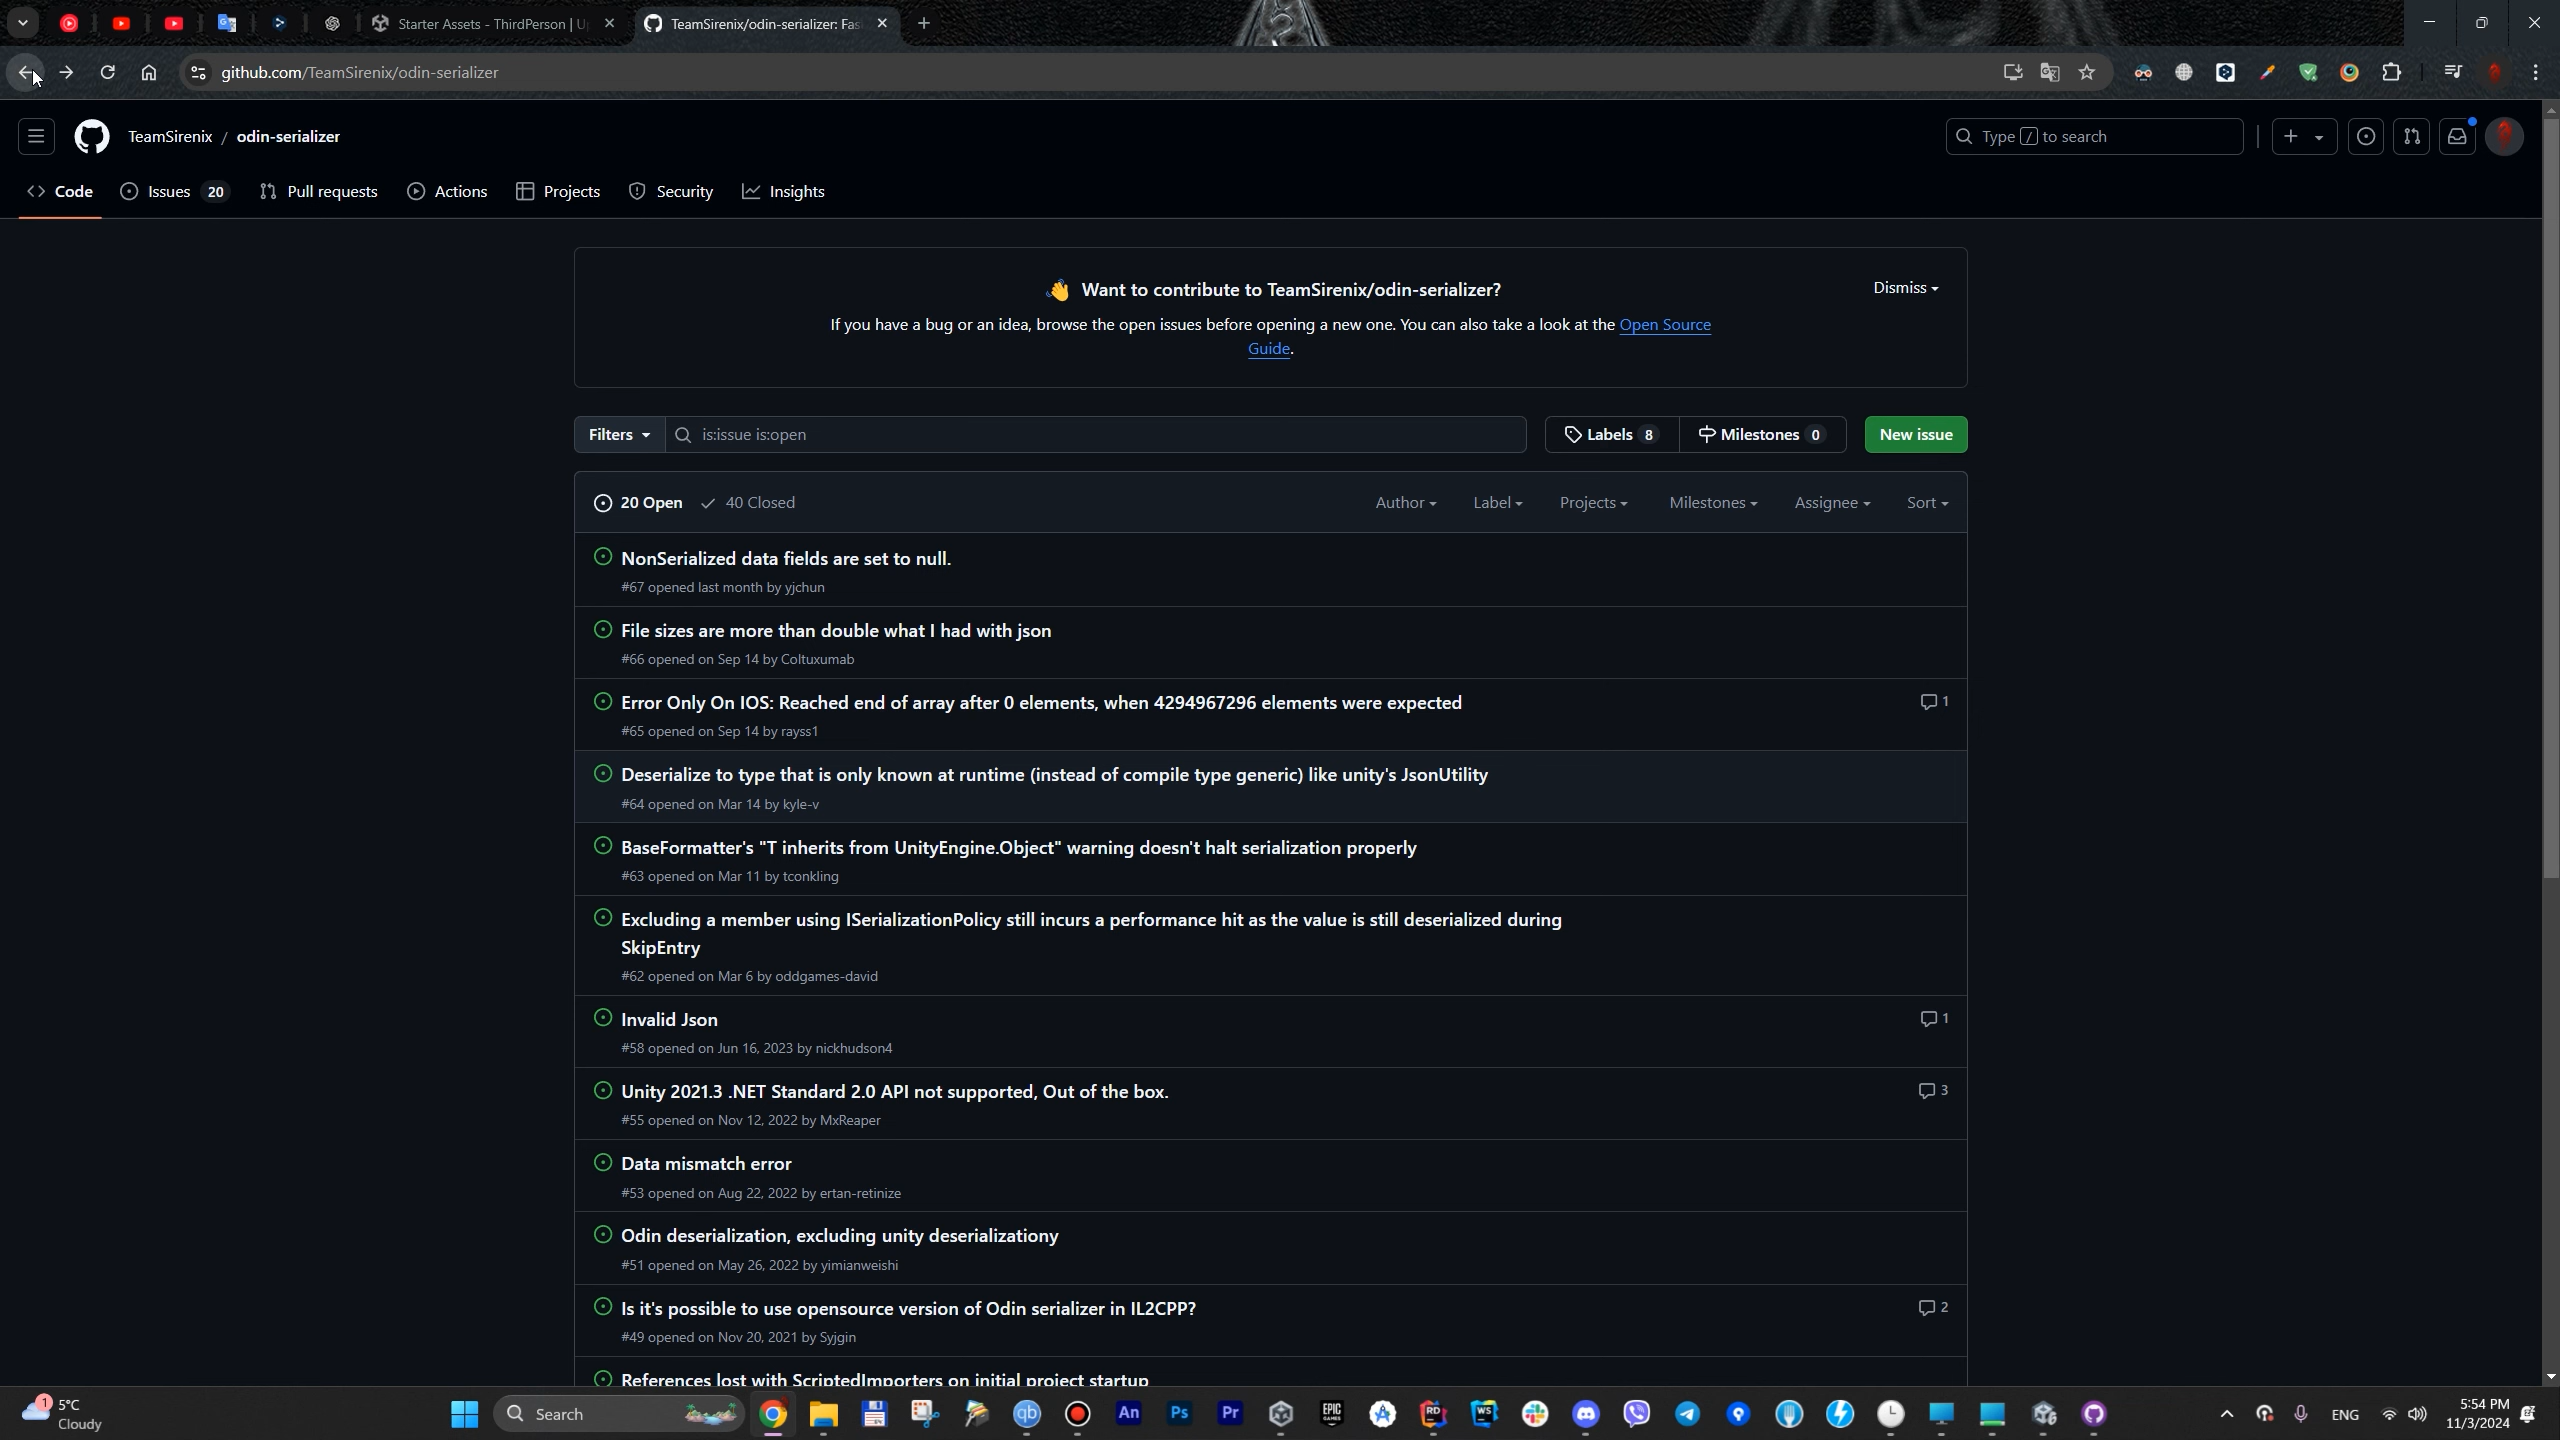 Starter Assets - ThirdPerson | U
TeamSirenix/odin-serializer: Fas
github.com/TeamSirenix/odin-serializer
TeamSirenix / odin-serializer
Type / to search
Code
Issues 20
Pull requests
Actions
Projects
Security
Insights
👋 Want to contribute to TeamSirenix/odin-serializer?
Dismiss
If you have a bug or an idea, browse the open issues before opening a new one. You can also take a look at the Open Source
Guide.
Filters
is:issue is:open
Labels 8
Milestones 0
New issue
20 Open
40 Closed
Author
Label
Projects
Milestones
Assignee
Sort
NonSerialized data fields are set to null.
#67 opened last month by yjchun
File sizes are more than double what I had with json
#66 opened on Sep 14 by Coltuxumab
Error Only On IOS: Reached end of array after 0 elements, when 4294967296 elements were expected
1
#65 opened on Sep 14 by rayss1
Deserialize to type that is only known at runtime (instead of compile type generic) like unity's JsonUtility
#64 opened on Mar 14 by kyle-v
BaseFormatter's "T inherits from UnityEngine.Object" warning doesn't halt serialization properly
#63 opened on Mar 11 by tconkling
Excluding a member using ISerializationPolicy still incurs a performance hit as the value is still deserialized during
SkipEntry
#62 opened on Mar 6 by oddgames-david
Invalid Json
1
#58 opened on Jun 16, 2023 by nickhudson4
Unity 2021.3 .NET Standard 2.0 API not supported, Out of the box.
3
#55 opened on Nov 12, 2022 by MxReaper
Data mismatch error
#53 opened on Aug 22, 2022 by ertan-retinize
Odin deserialization, excluding unity deserializationy
#51 opened on May 26, 2022 by yimianweishi
Is it's possible to use opensource version of Odin serializer in IL2CPP?
2
#49 opened on Nov 20, 2021 by Syjgin
References lost with ScriptedImporters on initial project startup
1
5°C
Cloudy
Search
qb
An
Ps
Pr
EPIC
GAMES
RD
WS
ENG
5:54 PM
11/3/2024